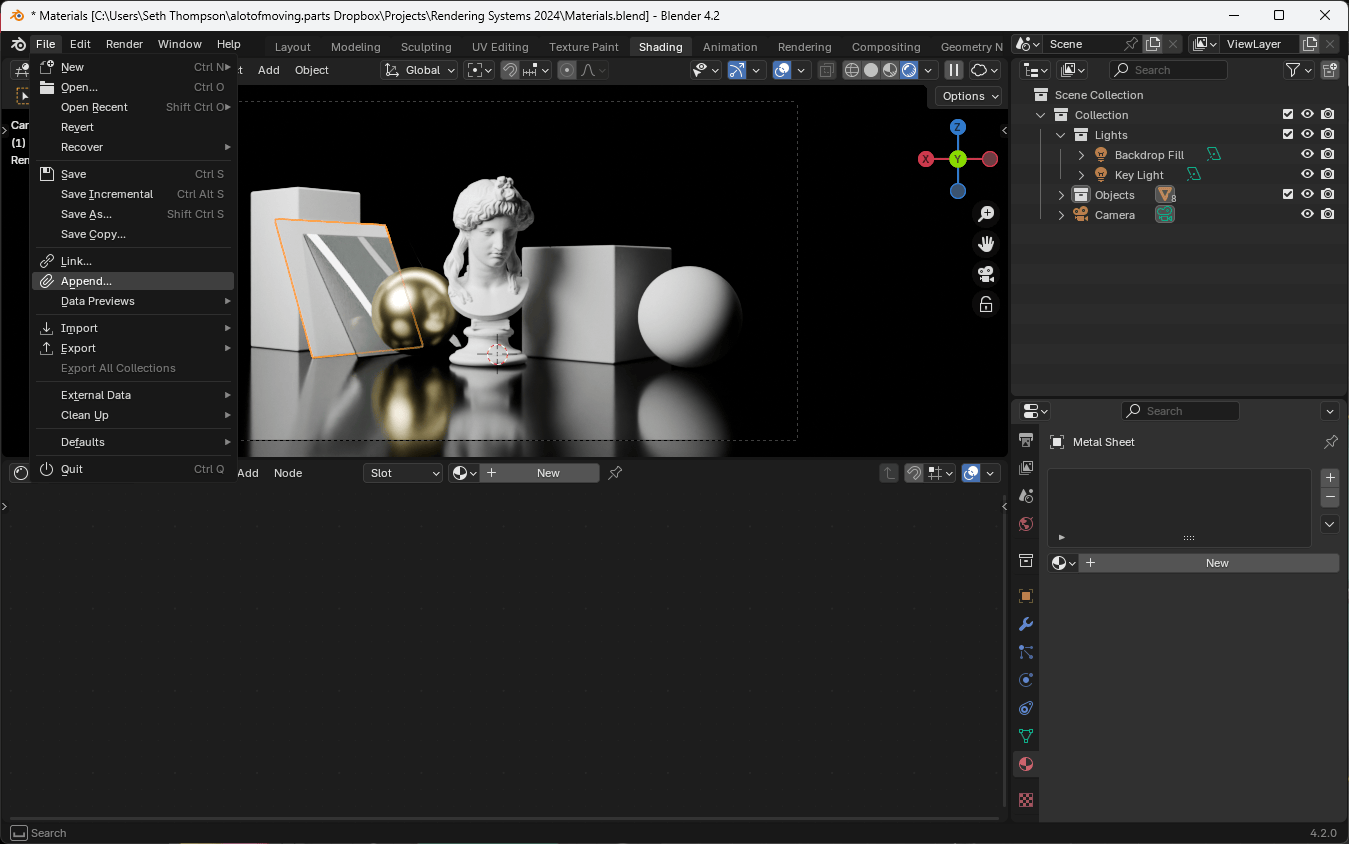 * Materials [C:\Users\Seth Thompson\alotofmoving.parts Dropbox\Projects\Rendering Systems 2024\Materials.blend] - Blender 4.2
File Edit Render Window Help Layout Modeling Sculpting UV Editing Texture Paint Shading Animation Rendering Compositing Geometry N Scene ViewLayer
New Ctrl N
Open... Ctrl O
Open Recent Shift Ctrl O
Revert
Recover
Save Ctrl S
Save Incremental Ctrl Alt S
Save As... Shift Ctrl S
Save Copy...
Link...
Append...
Data Previews
Import
Export
Export All Collections
External Data
Clean Up
Defaults
Quit Ctrl Q
ct Add Object Global
Options
Car
(1)
Ren
Z
X Y
Add Node Slot New
Search
Scene Collection
Collection
Lights
Backdrop Fill
Key Light
Objects 8
Camera
Search
Metal Sheet
New
Search 4.2.0